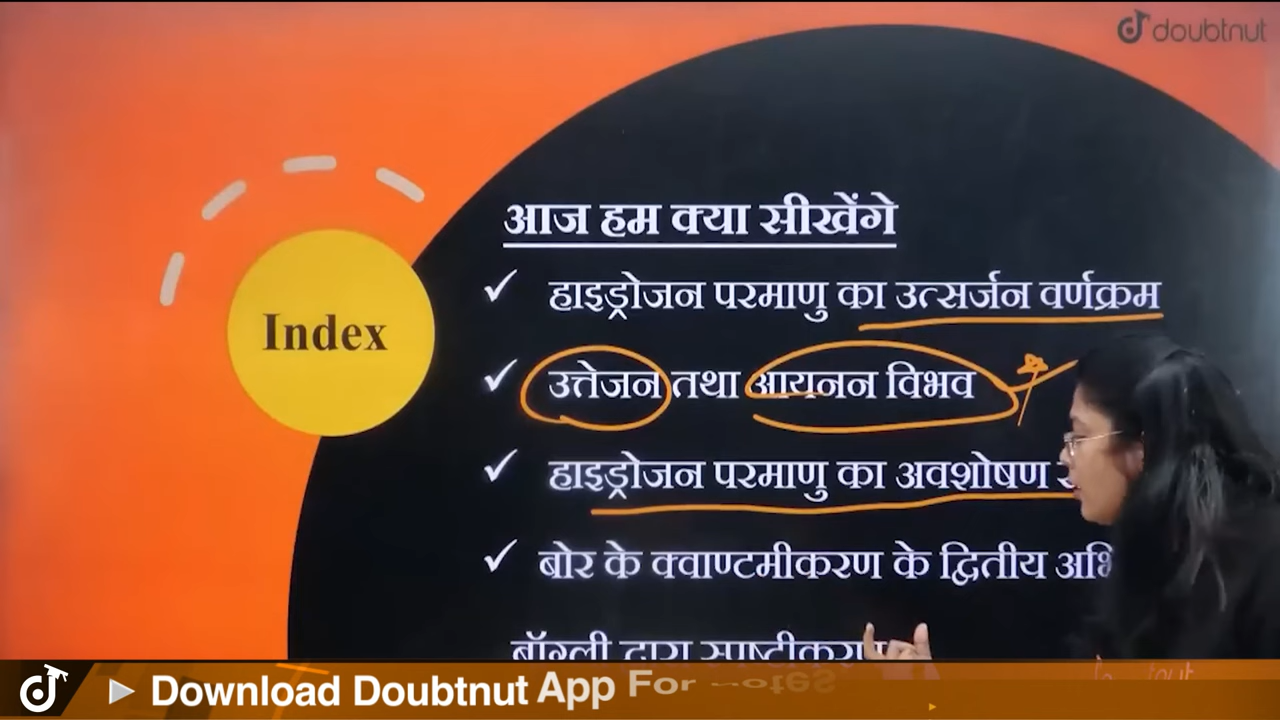 doubtnut
आज हम क्या सीखेंगे
हाइड्रोजन परमाणु का उत्सर्जन वर्णक्रम
Index
उत्तेजन तथा आयनन विभव
हाइड्रोजन परमाणु का अवशोषण
बोर के क्वाण्टमीकरण के द्वितीय
Download Doubtnut App For notes